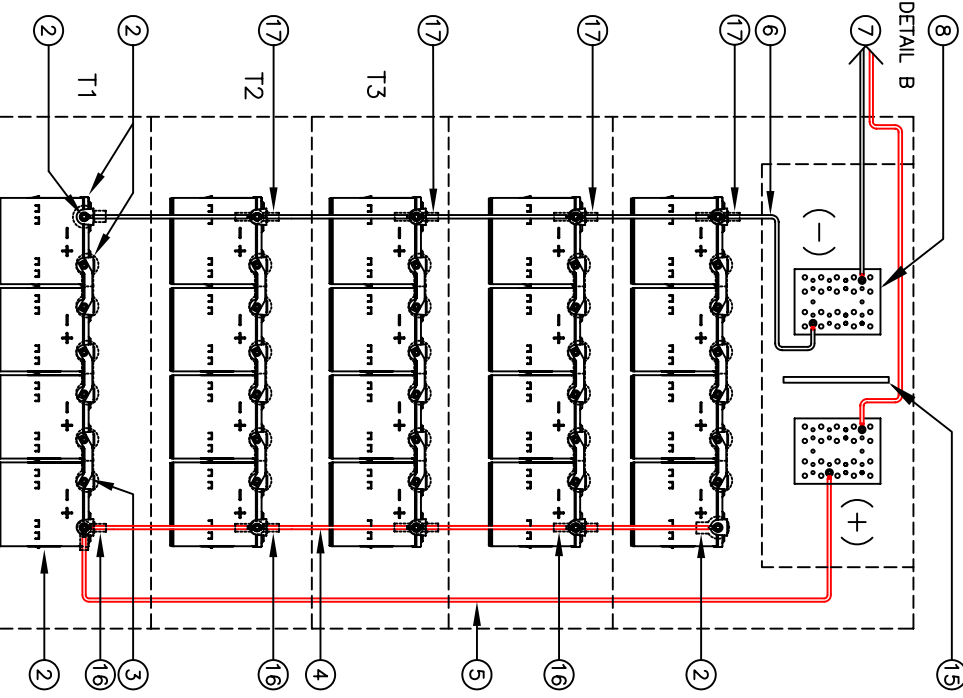 DETAIL B
8
7
6
17
17
17
17
2
2
T1
T2
T3
(-)
(+)
- + - + - + - +
- + - + - + - +
- + - + - + - +
- + - + - + - +
- + - + - + - +
2
16
3
16
4
5
16
2
15